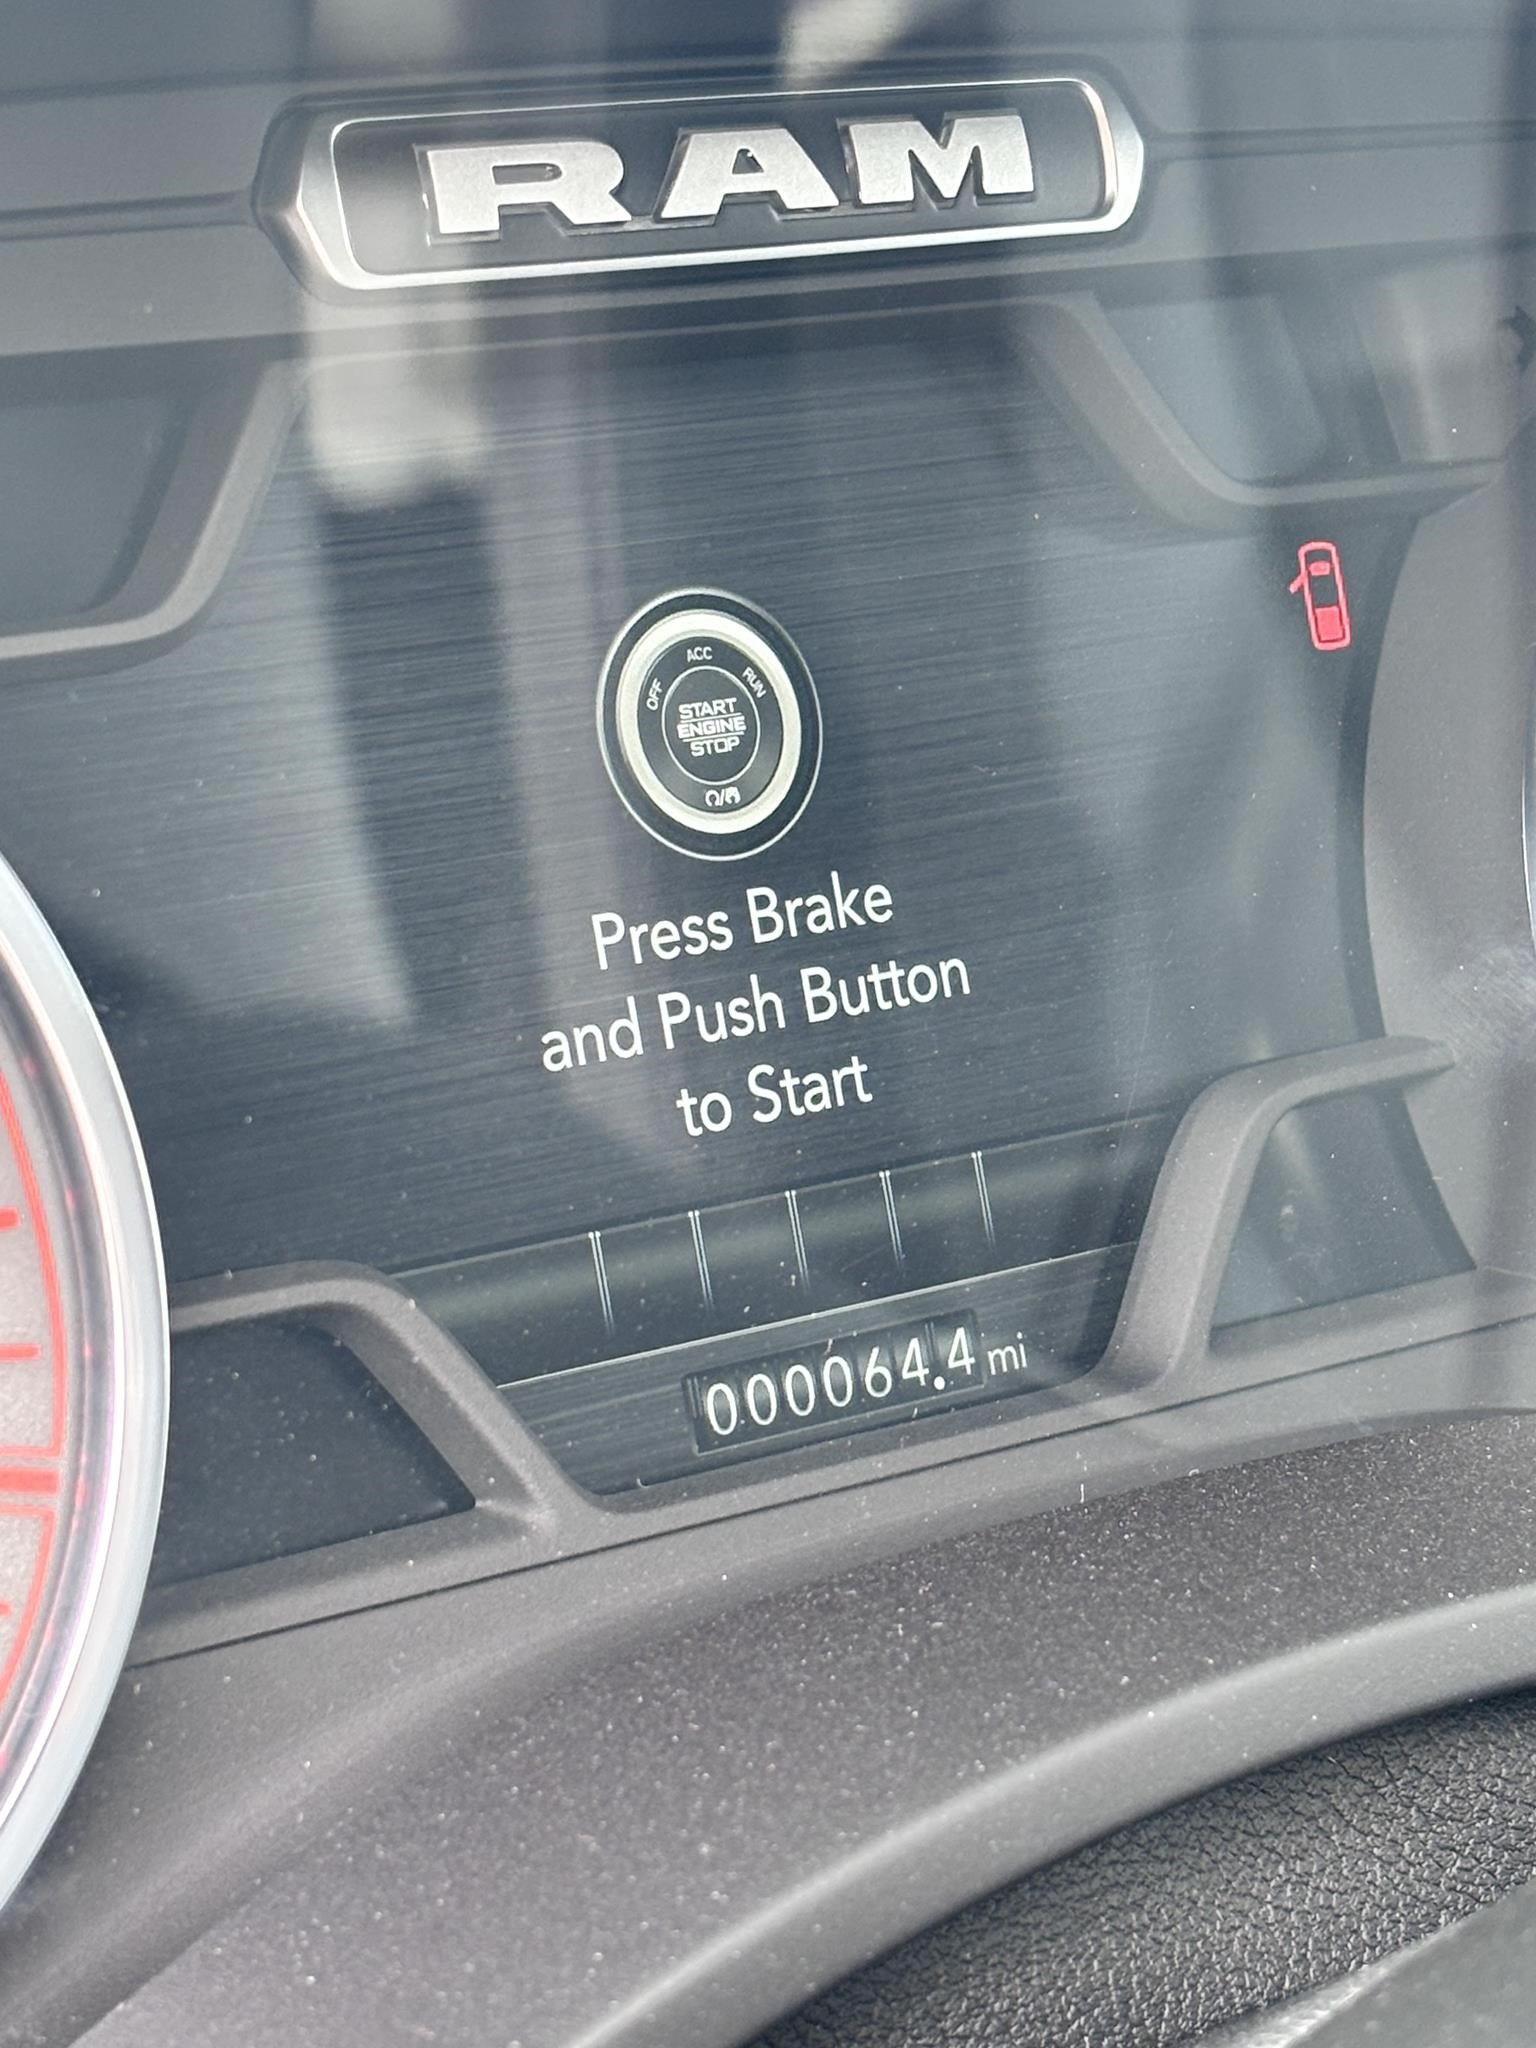 RAM
ACC
OFF
RUN
START
ENGINE
STOP
Press Brake
and Push Button
to Start
000064.4 mi